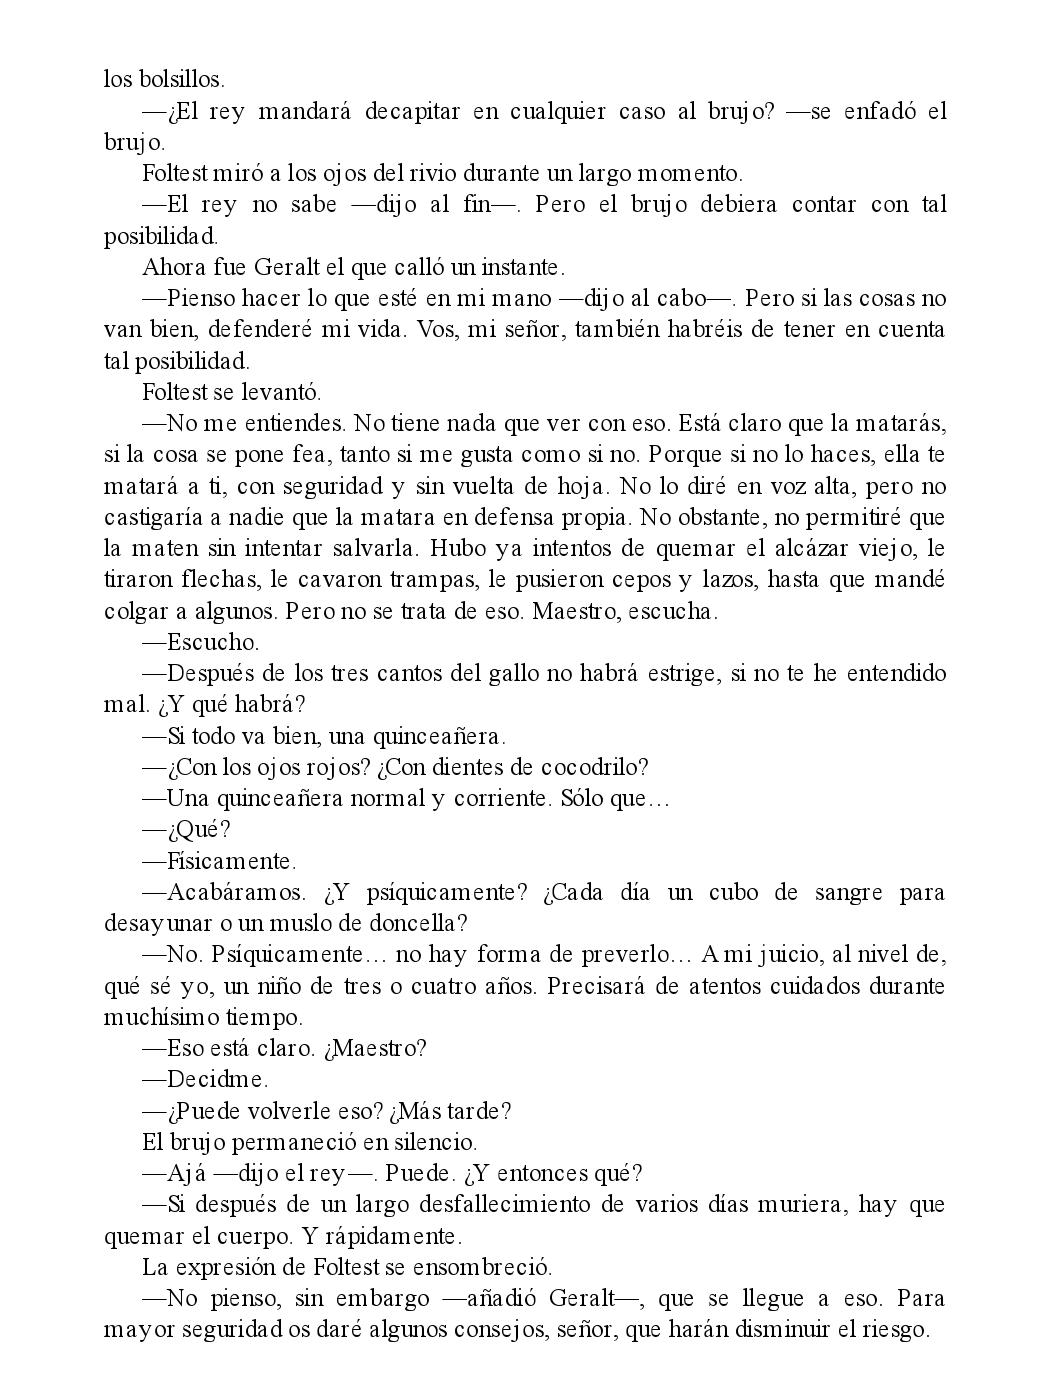 los bolsillos.
—¿El rey mandará decapitar en cualquier caso al brujo? —se enfadó el
brujo.
Foltest miró a los ojos del rivio durante un largo momento.
—El rey no sabe —dijo al fin—. Pero el brujo debiera contar con tal
posibilidad.
Ahora fue Geralt el que calló un instante.
—Pienso hacer lo que esté en mi mano —dijo al cabo—. Pero si las cosas no
van bien, defenderé mi vida. Vos, mi señor, también habréis de tener en cuenta
tal posibilidad.
Foltest se levantó.
—No me entiendes. No tiene nada que ver con eso. Está claro que la matarás,
si la cosa se pone fea, tanto si me gusta como si no. Porque si no lo haces, ella te
matará a ti, con seguridad y sin vuelta de hoja. No lo diré en voz alta, pero no
castigaría a nadie que la matara en defensa propia. No obstante, no permitiré que
la maten sin intentar salvarla. Hubo ya intentos de quemar el alcázar viejo, le
tiraron flechas, le cavaron trampas, le pusieron cepos y lazos, hasta que mandé
colgar a algunos. Pero no se trata de eso. Maestro, escucha.
—Escucho.
—Después de los tres cantos del gallo no habrá estrige, si no te he entendido
mal. ¿Y qué habrá?
—Si todo va bien, una quinceañera.
—¿Con los ojos rojos? ¿Con dientes de cocodrilo?
—Una quinceañera normal y corriente. Sólo que…
—¿Qué?
—Físicamente.
—Acabáramos. ¿Y psíquicamente? ¿Cada día un cubo de sangre para
desayunar o un muslo de doncella?
—No. Psíquicamente… no hay forma de preverlo… A mi juicio, al nivel de,
qué sé yo, un niño de tres o cuatro años. Precisará de atentos cuidados durante
muchísimo tiempo.
—Eso está claro. ¿Maestro?
—Decidme.
—¿Puede volverle eso? ¿Más tarde?
El brujo permaneció en silencio.
—Ajá —dijo el rey—. Puede. ¿Y entonces qué?
—Si después de un largo desfallecimiento de varios días muriera, hay que
quemar el cuerpo. Y rápidamente.
La expresión de Foltest se ensombreció.
—No pienso, sin embargo —añadió Geralt—, que se llegue a eso. Para
mayor seguridad os daré algunos consejos, señor, que harán disminuir el riesgo.